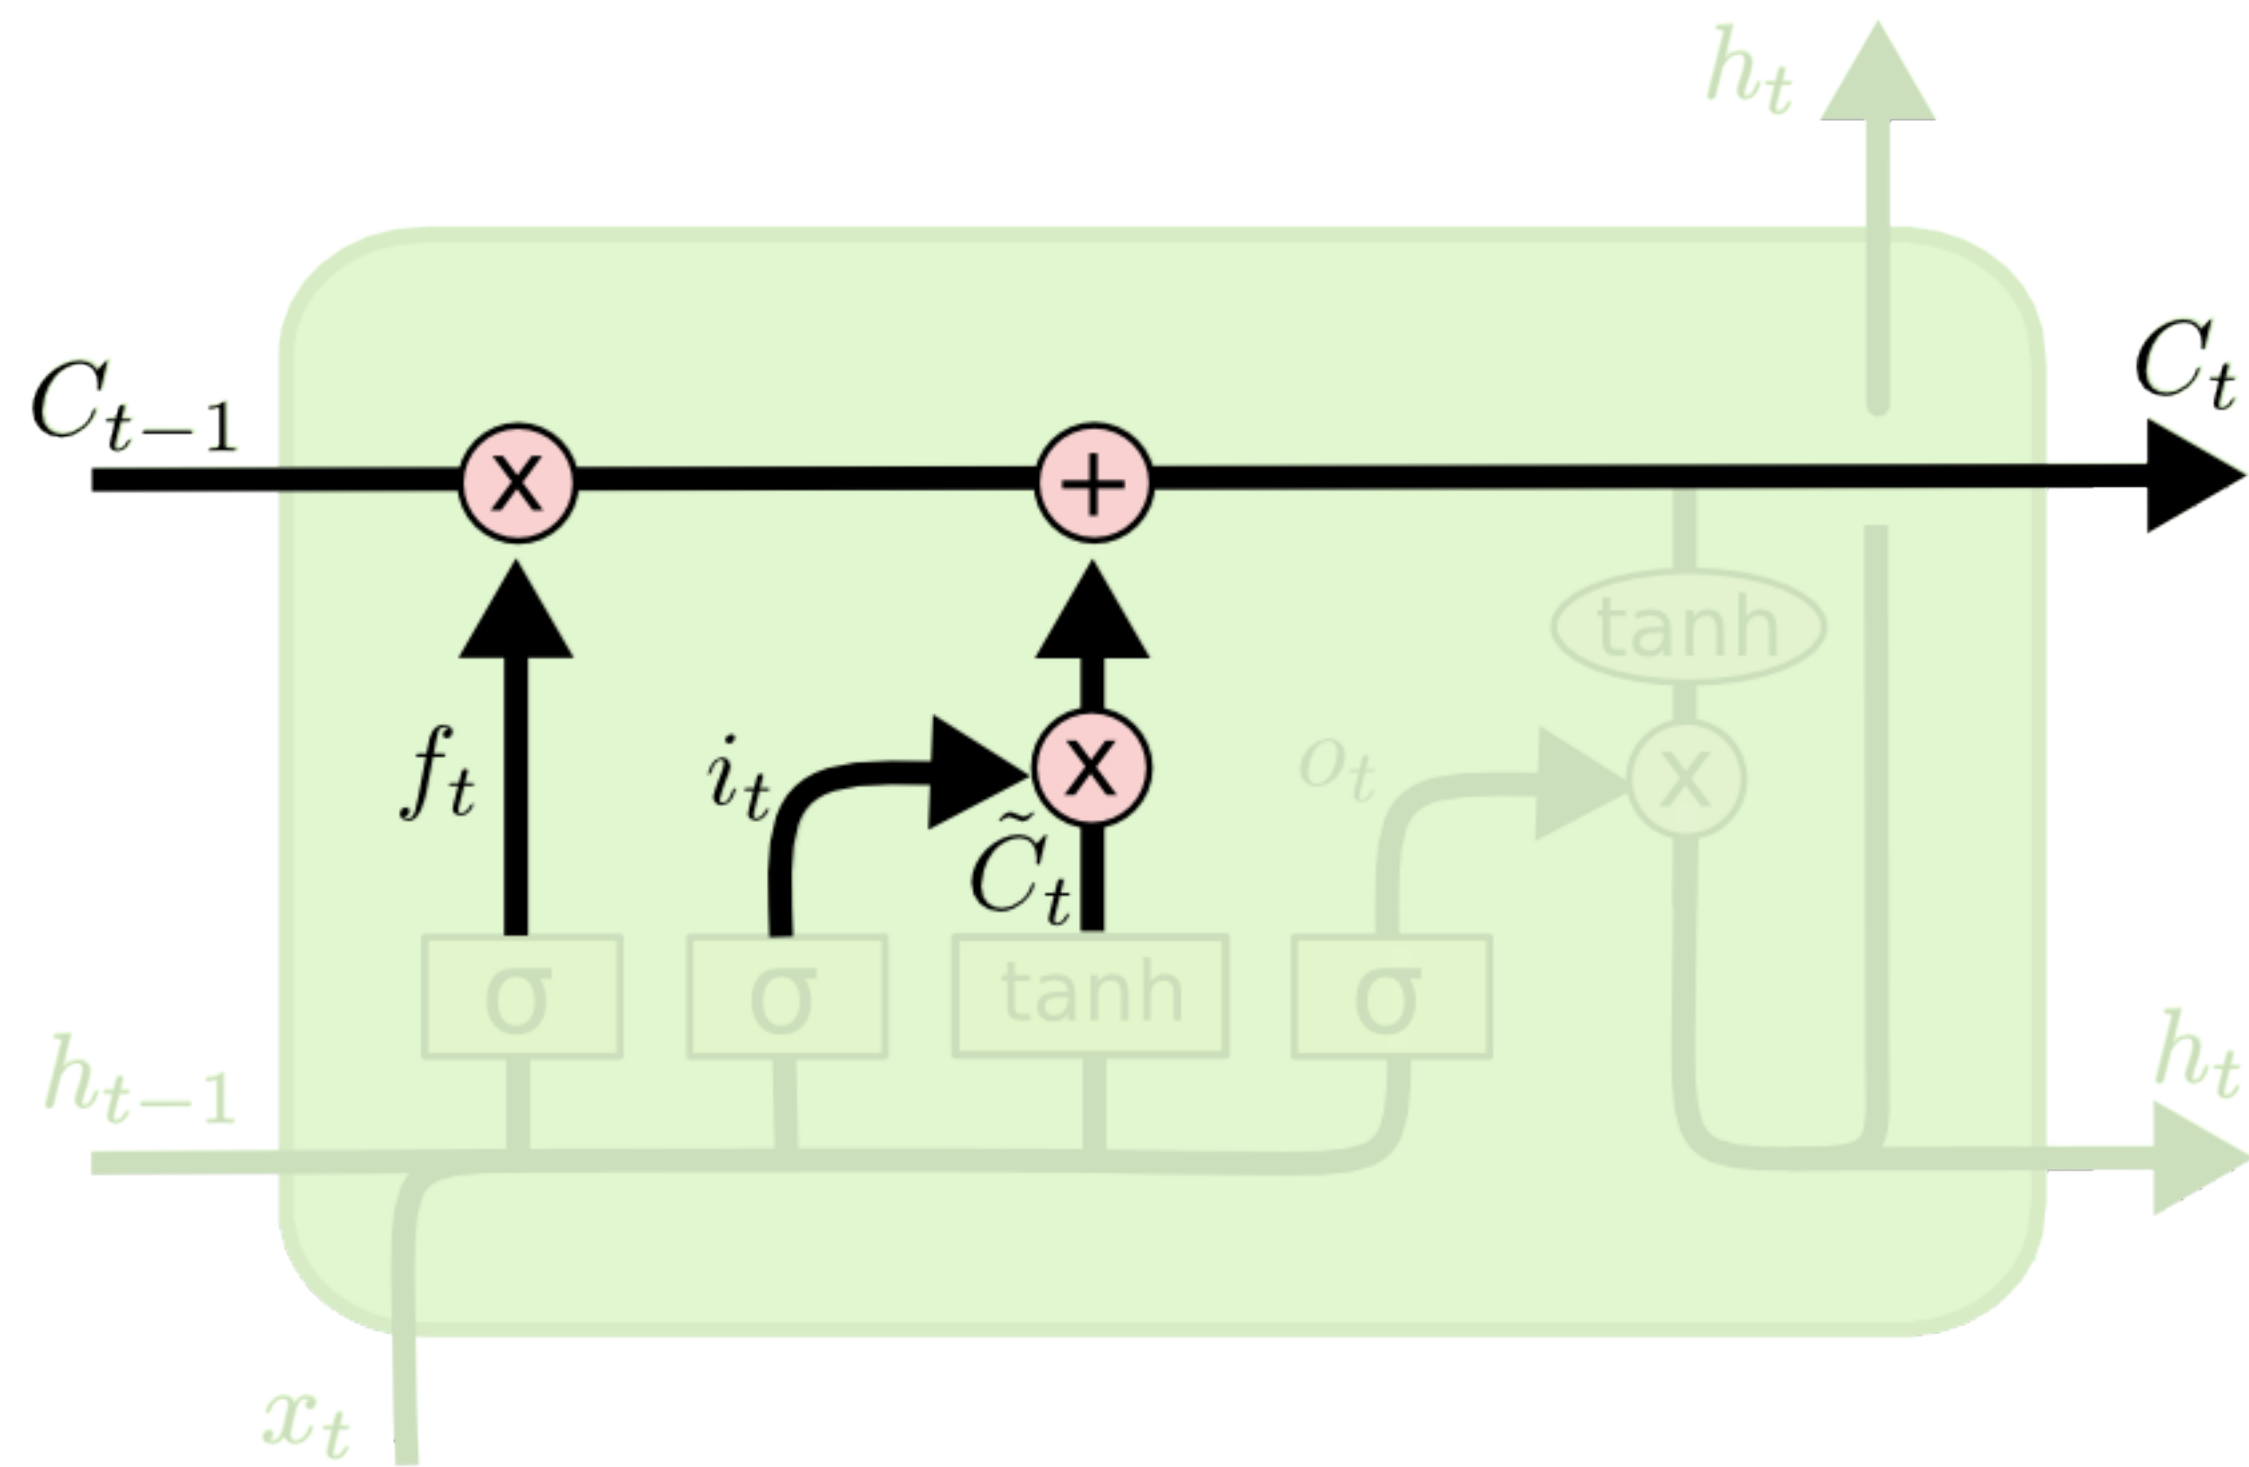 h_t
C_{t-1}
C_t
x
+
tanh
f_t
i_t
x
o_t
x
C̃_t
σ
σ
tanh
σ
h_{t-1}
h_t
x_t